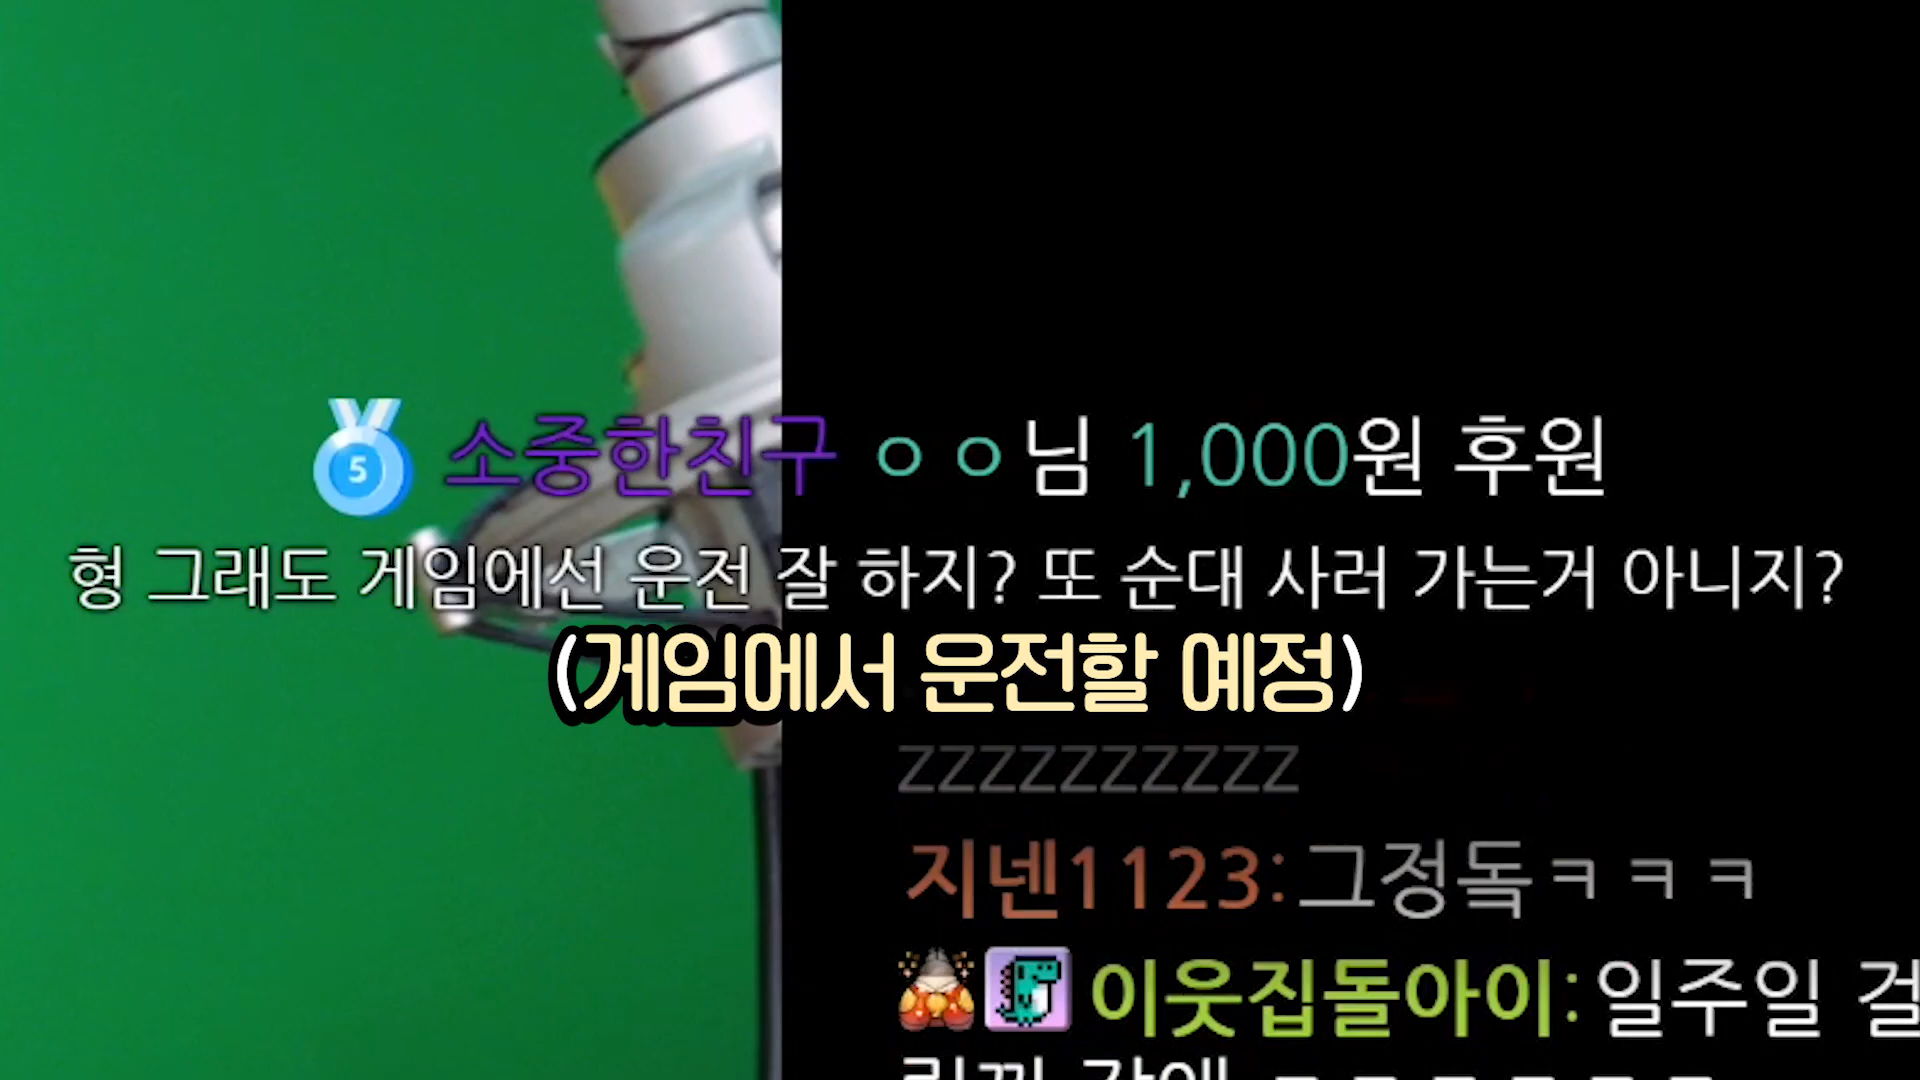 5 소중한친구 ㅇㅇ님 1,000원 후원
형 그래도 게임에선 운전 잘 하지? 또 순대 사러 가는거 아니지?
(게임에서 운전할 예정)
zzzzzzzzzz
지넨1123:그정돜ㅋㅋㅋ
이웃집돌아이:일주일 걸